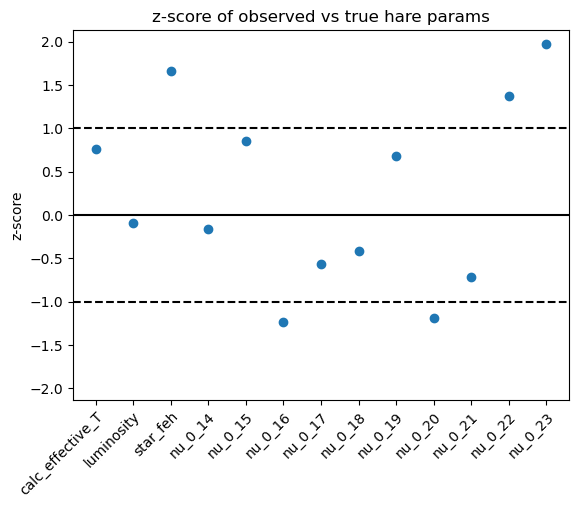 z-score of observed vs true hare params
z-score
2.0
1.5
1.0
0.5
0.0
−0.5
−1.0
−1.5
−2.0
calc_effective_T
luminosity
star_feh
nu_0_14
nu_0_15
nu_0_16
nu_0_17
nu_0_18
nu_0_19
nu_0_20
nu_0_21
nu_0_22
nu_0_23